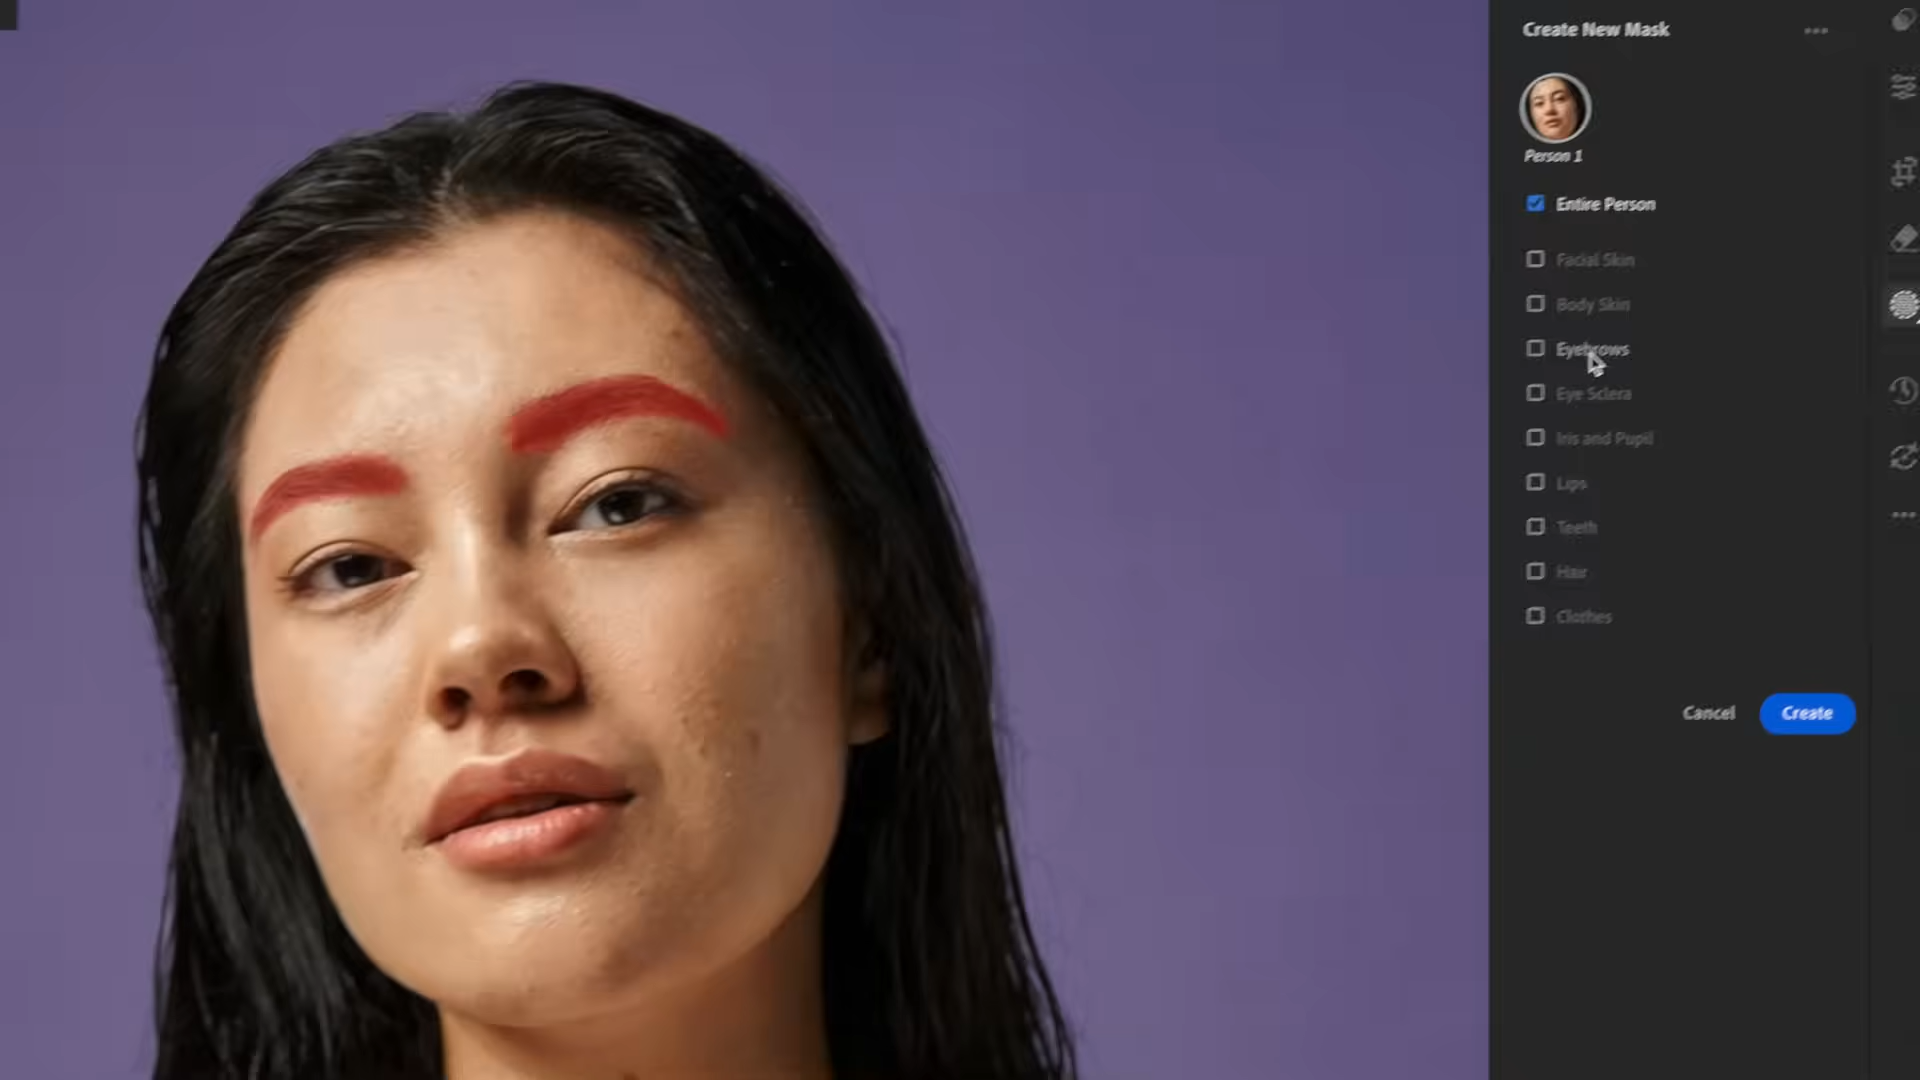 Create New Mask
Person 1
Entire Person
Facial Skin
Body Skin
Eyebrows
Eye Sclera
Iris and Pupil
Lips
Teeth
Hair
Clothes
Cancel
Create